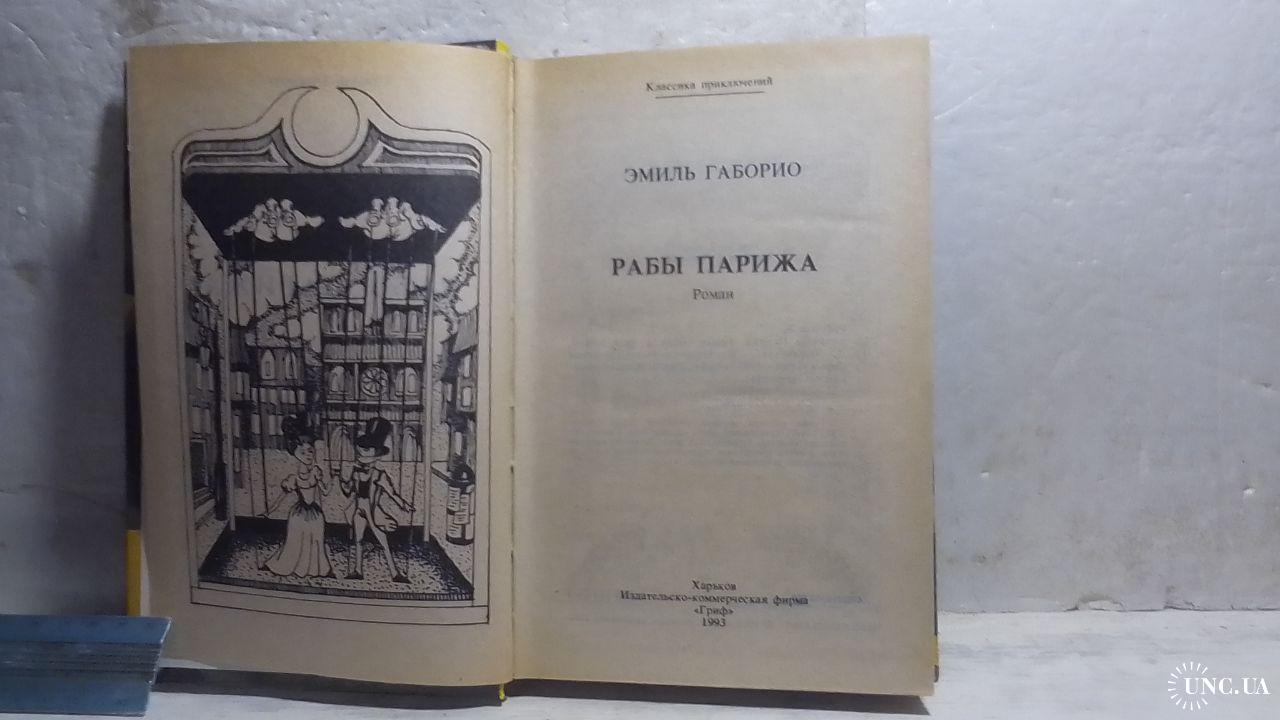 Классика приключений
ЭМИЛЬ ГАБОРИО
РАБЫ ПАРИЖА
Роман
Харьков
Издательско-коммерческая фирма
«Гриф»
1993
UNC.UA